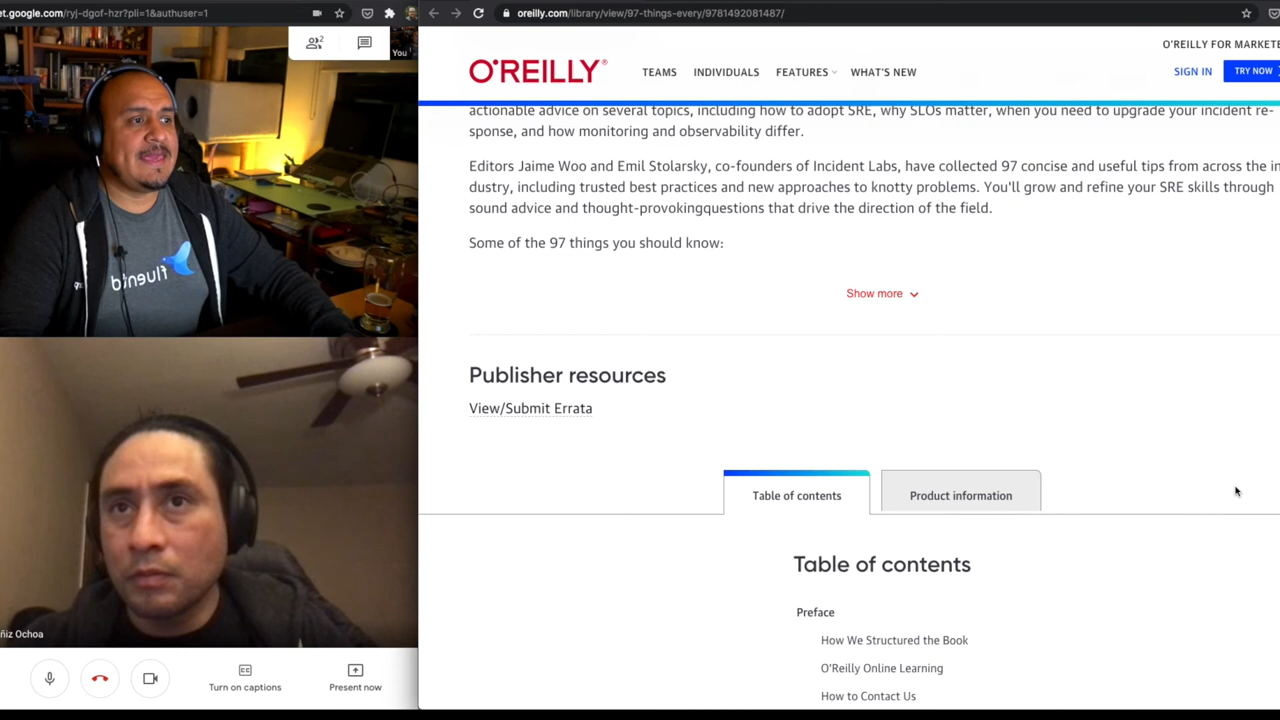 et.google.com/ryj-dgof-hzr?pli=1&authuser=1
2
You
fluentd
ñiz Ochoa
Turn on captions
Present now
oreilly.com/library/view/97-things-every/9781492081487/
O'REILLY FOR MARKETE
O'REILLY®
TEAMS INDIVIDUALS FEATURES WHAT'S NEW
SIGN IN
TRY NOW
actionable advice on several topics, including how to adopt SRE, why SLOs matter, when you need to upgrade your incident re-
sponse, and how monitoring and observability differ.
Editors Jaime Woo and Emil Stolarsky, co-founders of Incident Labs, have collected 97 concise and useful tips from across the in
dustry, including trusted best practices and new approaches to knotty problems. You'll grow and refine your SRE skills through
sound advice and thought-provokingquestions that drive the direction of the field.
Some of the 97 things you should know:
Show more
Publisher resources
View/Submit Errata
Table of contents
Product information
Table of contents
Preface
How We Structured the Book
O'Reilly Online Learning
How to Contact Us